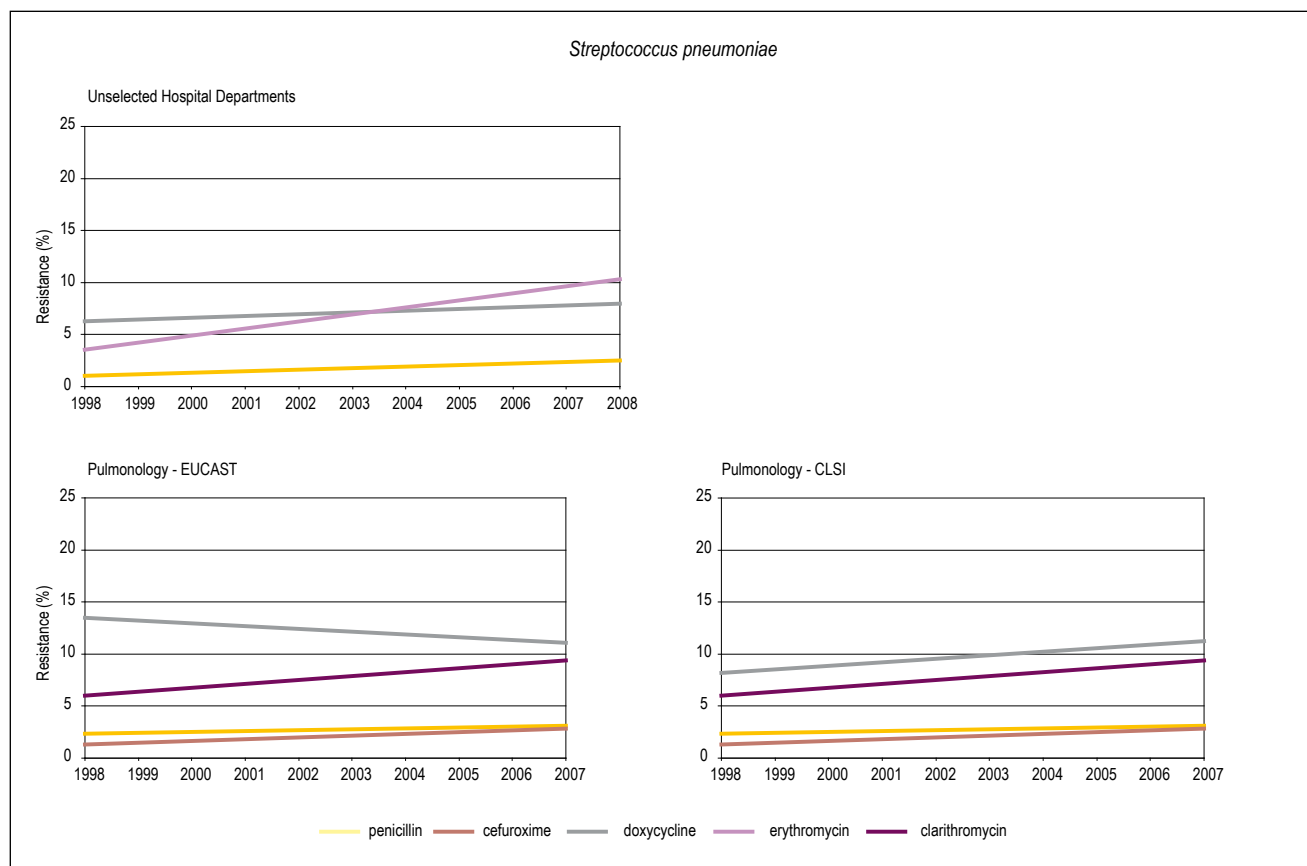 Streptococcus pneumoniae
Unselected Hospital Departments
Resistance (%)
25
20
15
10
5
0
1998 1999 2000 2001 2002 2003 2004 2005 2006 2007 2008
Pulmonology - EUCAST
Resistance (%)
25
20
15
10
5
0
1998 1999 2000 2001 2002 2003 2004 2005 2006 2007
Pulmonology - CLSI
25
20
15
10
5
0
1998 1999 2000 2001 2002 2003 2004 2005 2006 2007
penicillin cefuroxime doxycycline erythromycin clarithromycin